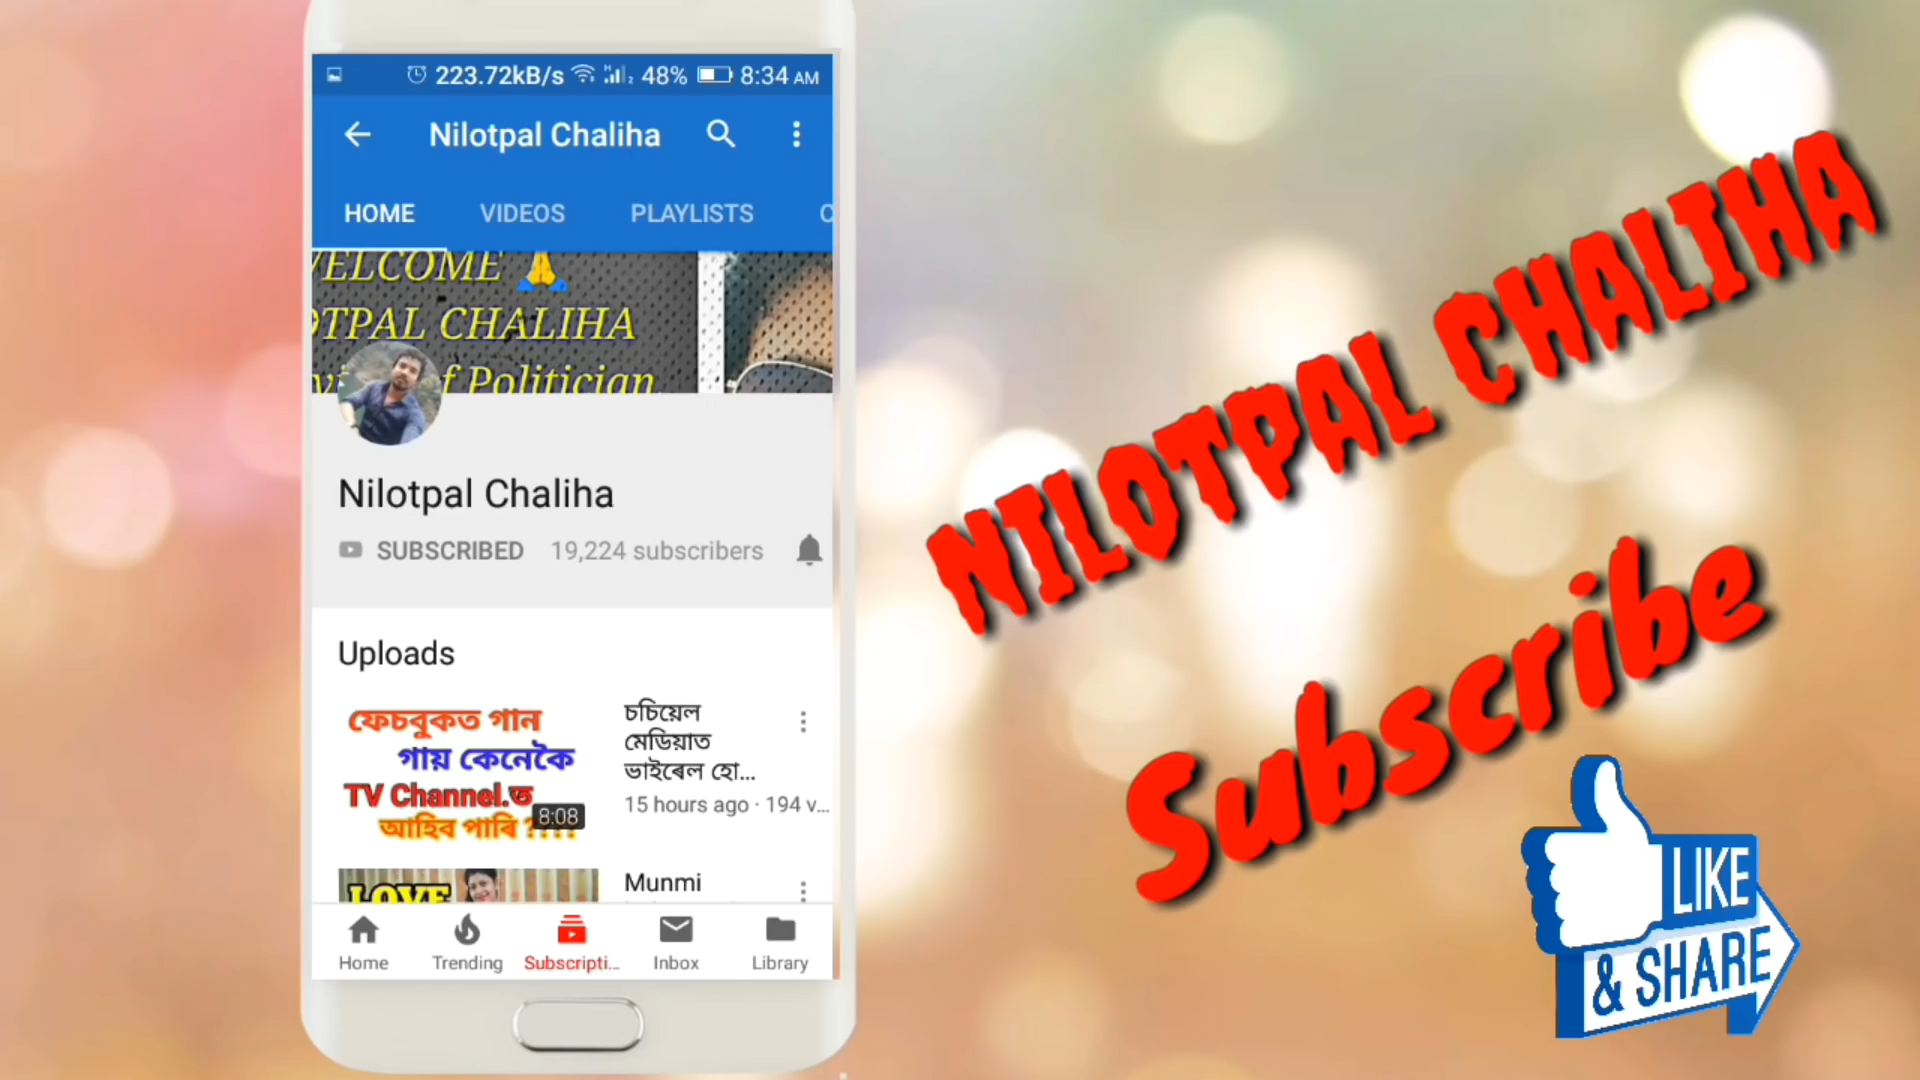 223.72kB/s 48% 8:34 AM
Nilotpal Chaliha
HOME VIDEOS PLAYLISTS
CHALIHA
Politician
Nilotpal Chaliha
SUBSCRIBED 19,224 subscribers
Uploads
ফেচবুকত গান
গায় কেনেকৈ
TV Channel.ত
আহিব পাৰি ????
8:08
চচিয়েল
মেডিয়াত
ভাইৰেল হো...
15 hours ago · 194 v...
LOVE
Munmi
Home Trending Subscripti... Inbox Library
NILOTPAL CHALIHA
Subscribe
LIKE
& SHARE